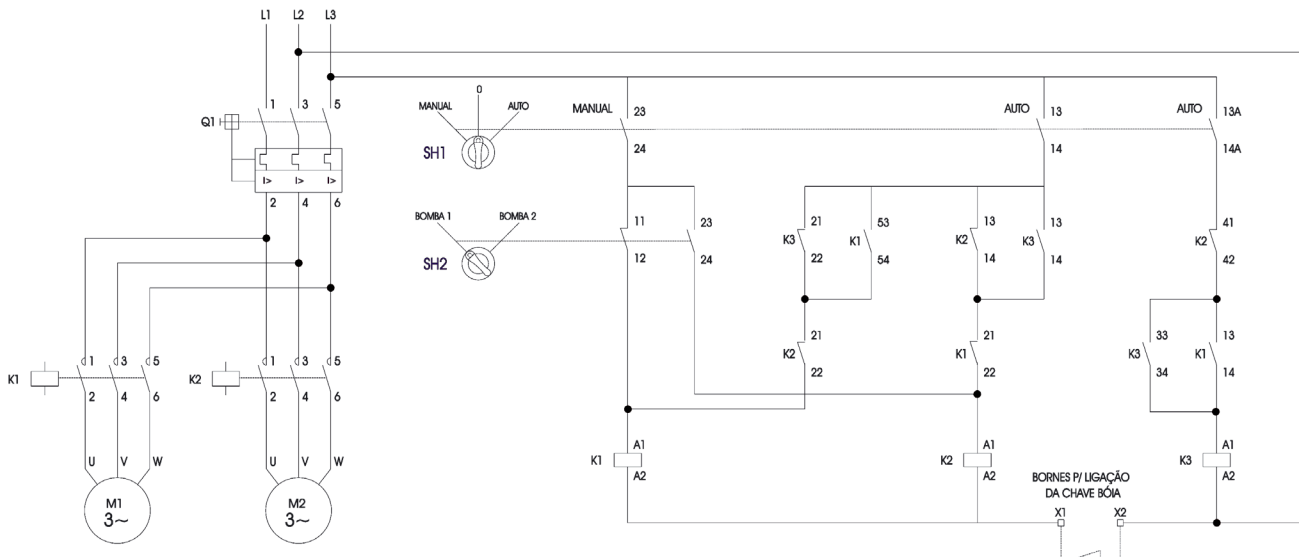 L1 L2 L3
1 3 5
Q1
I> I> I>
2 4 6
MANUAL 0 AUTO
SH1
BOMBA 1 BOMBA 2
SH2
MANUAL 23
24
AUTO 13
14
AUTO 13A
14A
11
12
23
24
K3 21
22
K1 53
54
K2 13
14
K3 13
14
K2 41
42
K2 21
22
K1 21
22
K3 33
34
K1 13
14
K1 1 3 5
2 4 6
K2 1 3 5
2 4 6
U V W
M1
3~
U V W
M2
3~
K1 A1
A2
K2 A1
A2
K3 A1
A2
BORNES P/ LIGAÇÃO
DA CHAVE BÓIA
X1 X2